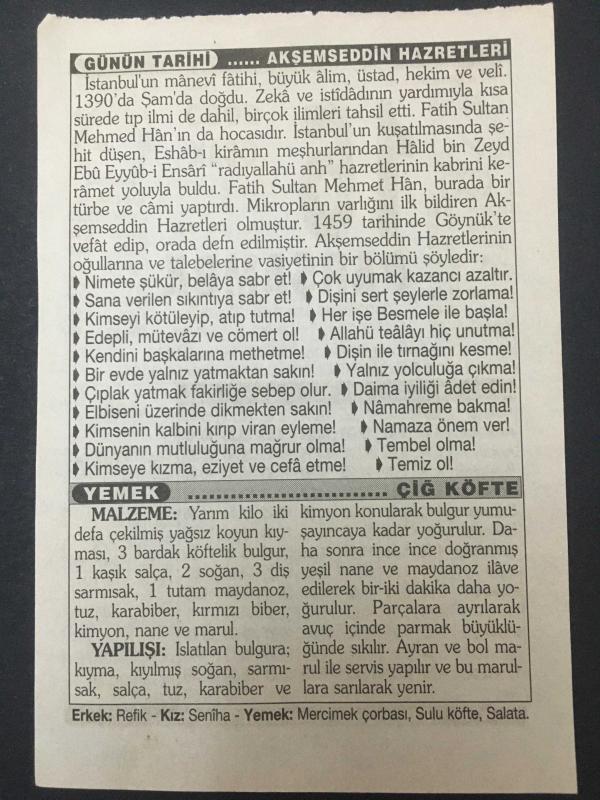 GÜNÜN TARİHİ ...... AKŞEMSEDDİN HAZRETLERİ
İstanbul'un mânevî fâtihi, büyük âlim, üstad, hekim ve velî.
1390'da Şam'da doğdu. Zekâ ve istîdâdının yardımıyla kısa
sürede tıp ilmi de dahil, birçok ilimleri tahsil etti. Fatih Sultan
Mehmed Hân'ın da hocasıdır. İstanbul'un kuşatılmasında şe-
hit düşen, Eshâb-ı kirâmın meşhurlarından Hâlid bin Zeyd
Ebû Eyyûb-i Ensârî "radıyallahü anh" hazretlerinin kabrini ke-
râmet yoluyla buldu. Fatih Sultan Mehmet Hân, burada bir
türbe ve câmi yaptırdı. Mikropların varlığını ilk bildiren Ak-
şemseddin Hazretleri olmuştur. 1459 tarihinde Göynük'te
vefât edip, orada defn edilmiştir. Akşemseddin Hazretlerinin
oğullarına ve talebelerine vasiyetinin bir bölümü şöyledir:
Nimete şükür, belâya sabr et! Çok uyumak kazancı azaltır.
Sana verilen sıkıntıya sabr et! Dişini sert şeylerle zorlama!
Kimseyi kötüleyip, atıp tutma! Her işe Besmele ile başla!
Edepli, mütevâzı ve cömert ol! Allahü teâlâyı hiç unutma!
Kendini başkalarına methetme! Dişin ile tırnağını kesme!
Bir evde yalnız yatmaktan sakın! Yalnız yolculuğa çıkma!
Çıplak yatmak fakirliğe sebep olur. Daima iyiliği âdet edin!
Elbiseni üzerinde dikmekten sakın! Nâmahreme bakma!
Kimsenin kalbini kırıp viran eyleme! Namaza önem ver!
Dünyanın mutluluğuna mağrur olma! Tembel olma!
Kimseye kızma, eziyet ve cefâ etme! Temiz ol!
YEMEK .............................. ÇİĞ KÖFTE
MALZEME: Yarım kilo iki
defa çekilmiş yağsız koyun kıy-
ması, 3 bardak köftelik bulgur,
1 kaşık salça, 2 soğan, 3 diş
sarmısak, 1 tutam maydanoz,
tuz, karabiber, kırmızı biber,
kimyon, nane ve marul.
YAPILIŞI: Islatılan bulgura;
kıyma, kıyılmış soğan, sarmı-
sak, salça, tuz, karabiber ve
kimyon konularak bulgur yumu-
şayıncaya kadar yoğurulur. Da-
ha sonra ince ince doğranmış
yeşil nane ve maydanoz ilâve
edilerek bir-iki dakika daha yo-
ğurulur. Parçalara ayrılarak
avuç içinde parmak büyüklü-
ğünde sıkılır. Ayran ve bol ma-
rul ile servis yapılır ve bu marul-
lara sarılarak yenir.
Erkek: Refik - Kız: Senîha - Yemek: Mercimek çorbası, Sulu köfte, Salata.